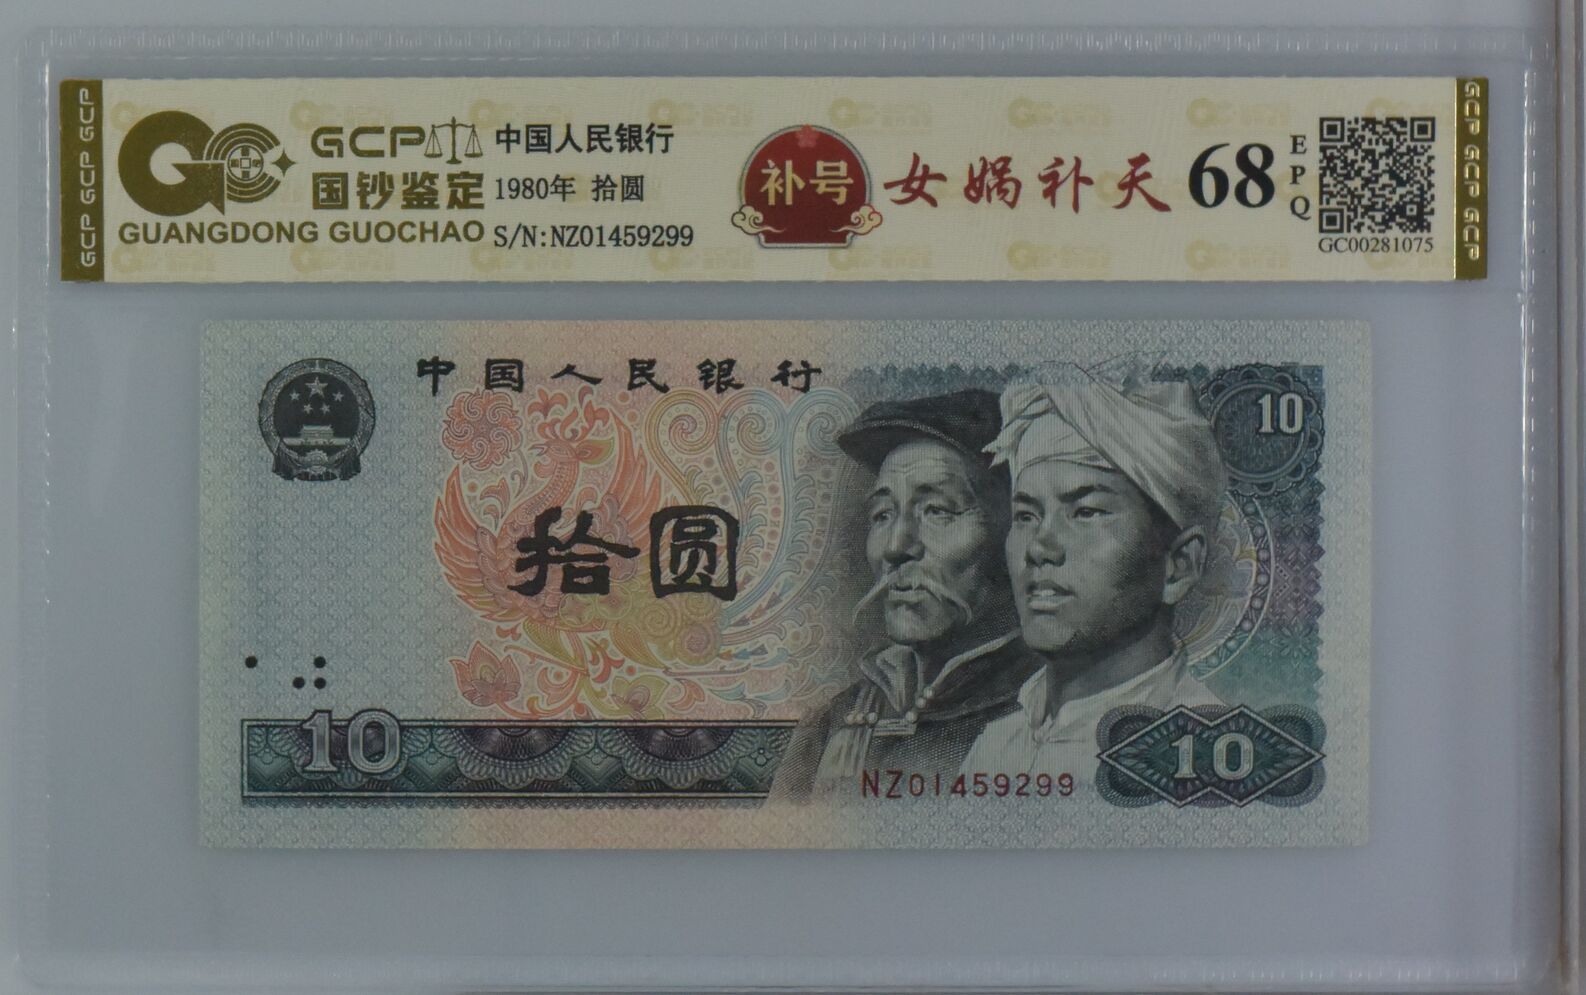 GCP GCP GCP
GCP
国钞鉴定
GUANGDONG GUOCHAO
中国人民银行
1980年 拾圆
S/N:NZ01459299
补号
女娲补天
68
EPQ
GC00281075
GCP GCP GCP
中国人民银行
10
拾圆
10
NZ01459299
10